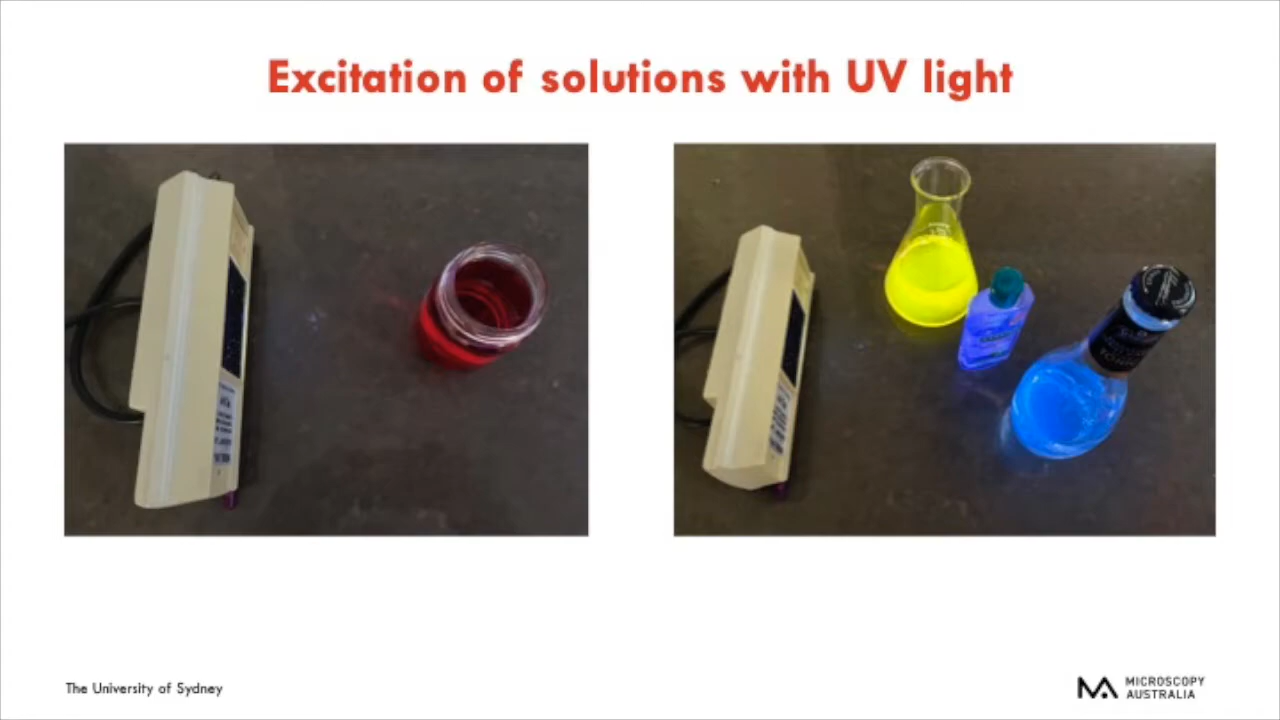 Excitation of solutions with UV light
The University of Sydney
MICROSCOPY
AUSTRALIA